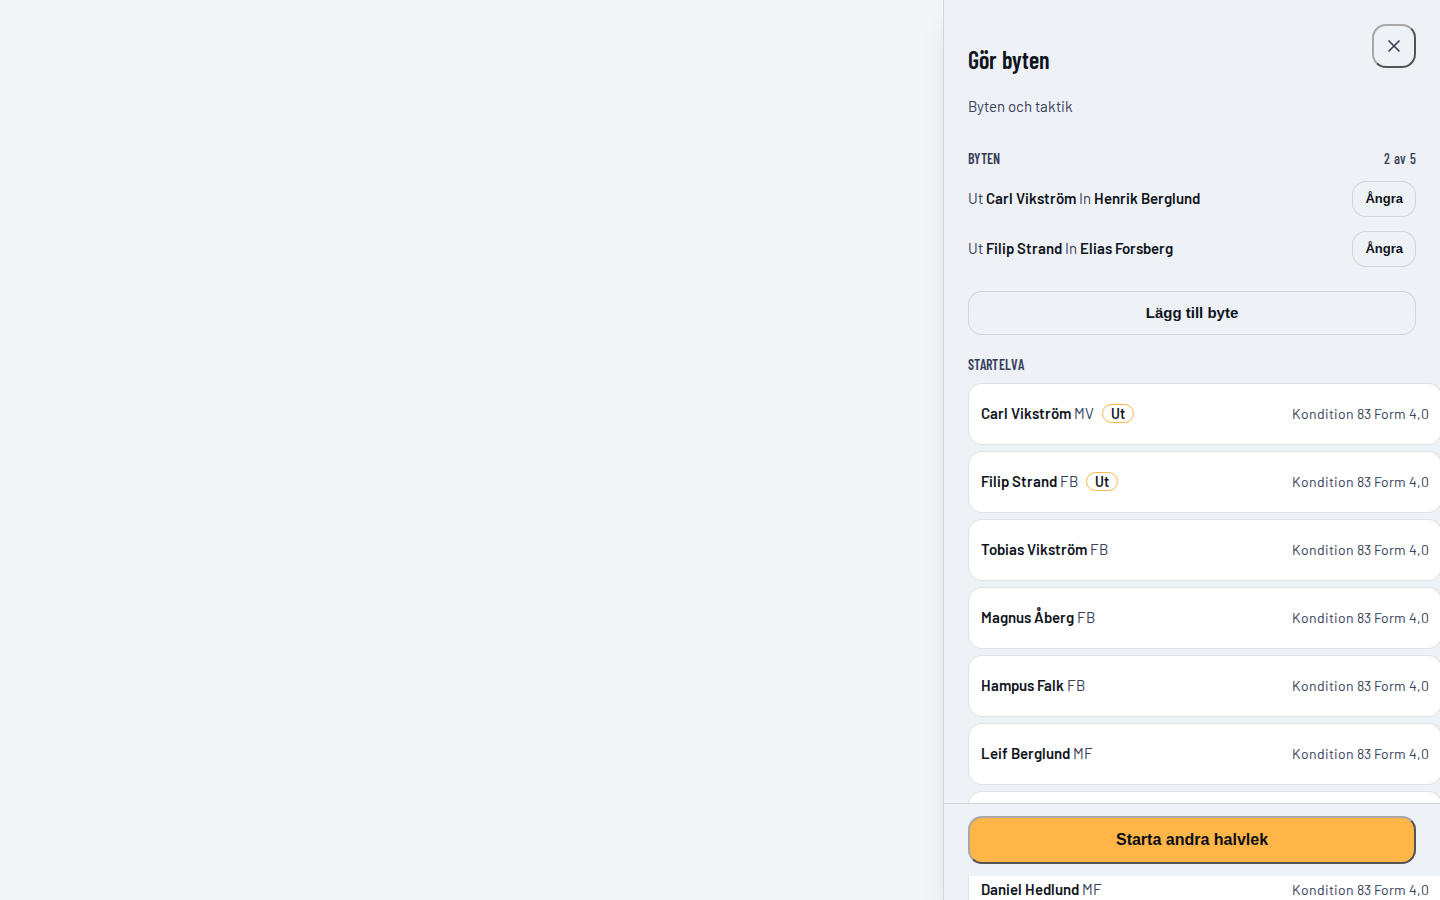 Gör byten
Byten och taktik
BYTEN 2 av 5
Ut Carl Vikström In Henrik Berglund Ångra
Ut Filip Strand In Elias Forsberg Ångra
Lägg till byte
STARTELVA
Carl Vikström MV Ut Kondition 83 Form 4,0
Filip Strand FB Ut Kondition 83 Form 4,0
Tobias Vikström FB Kondition 83 Form 4,0
Magnus Åberg FB Kondition 83 Form 4,0
Hampus Falk FB Kondition 83 Form 4,0
Leif Berglund MF Kondition 83 Form 4,0
Starta andra halvlek
Daniel Hedlund MF Kondition 83 Form 4,0